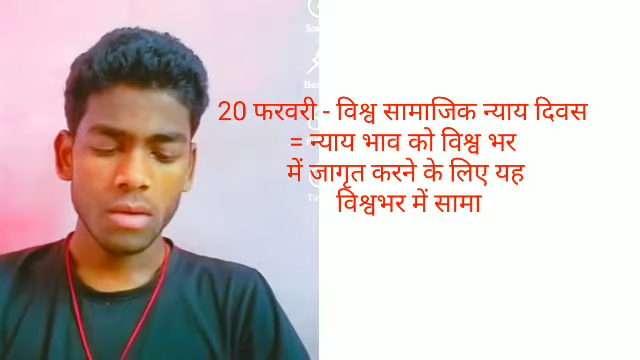 20 फरवरी - विश्व सामाजिक न्याय दिवस
= न्याय भाव को विश्व भर
में जागृत करने के लिए यह
विश्वभर में सामा